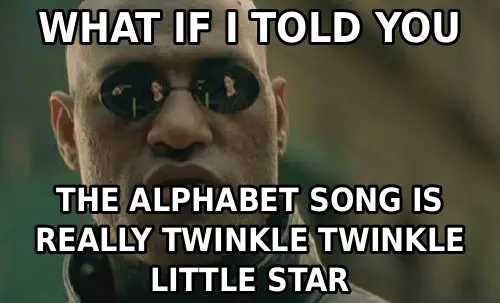 WHAT IF I TOLD YOU
THE ALPHABET SONG IS
REALLY TWINKLE TWINKLE
LITTLE STAR